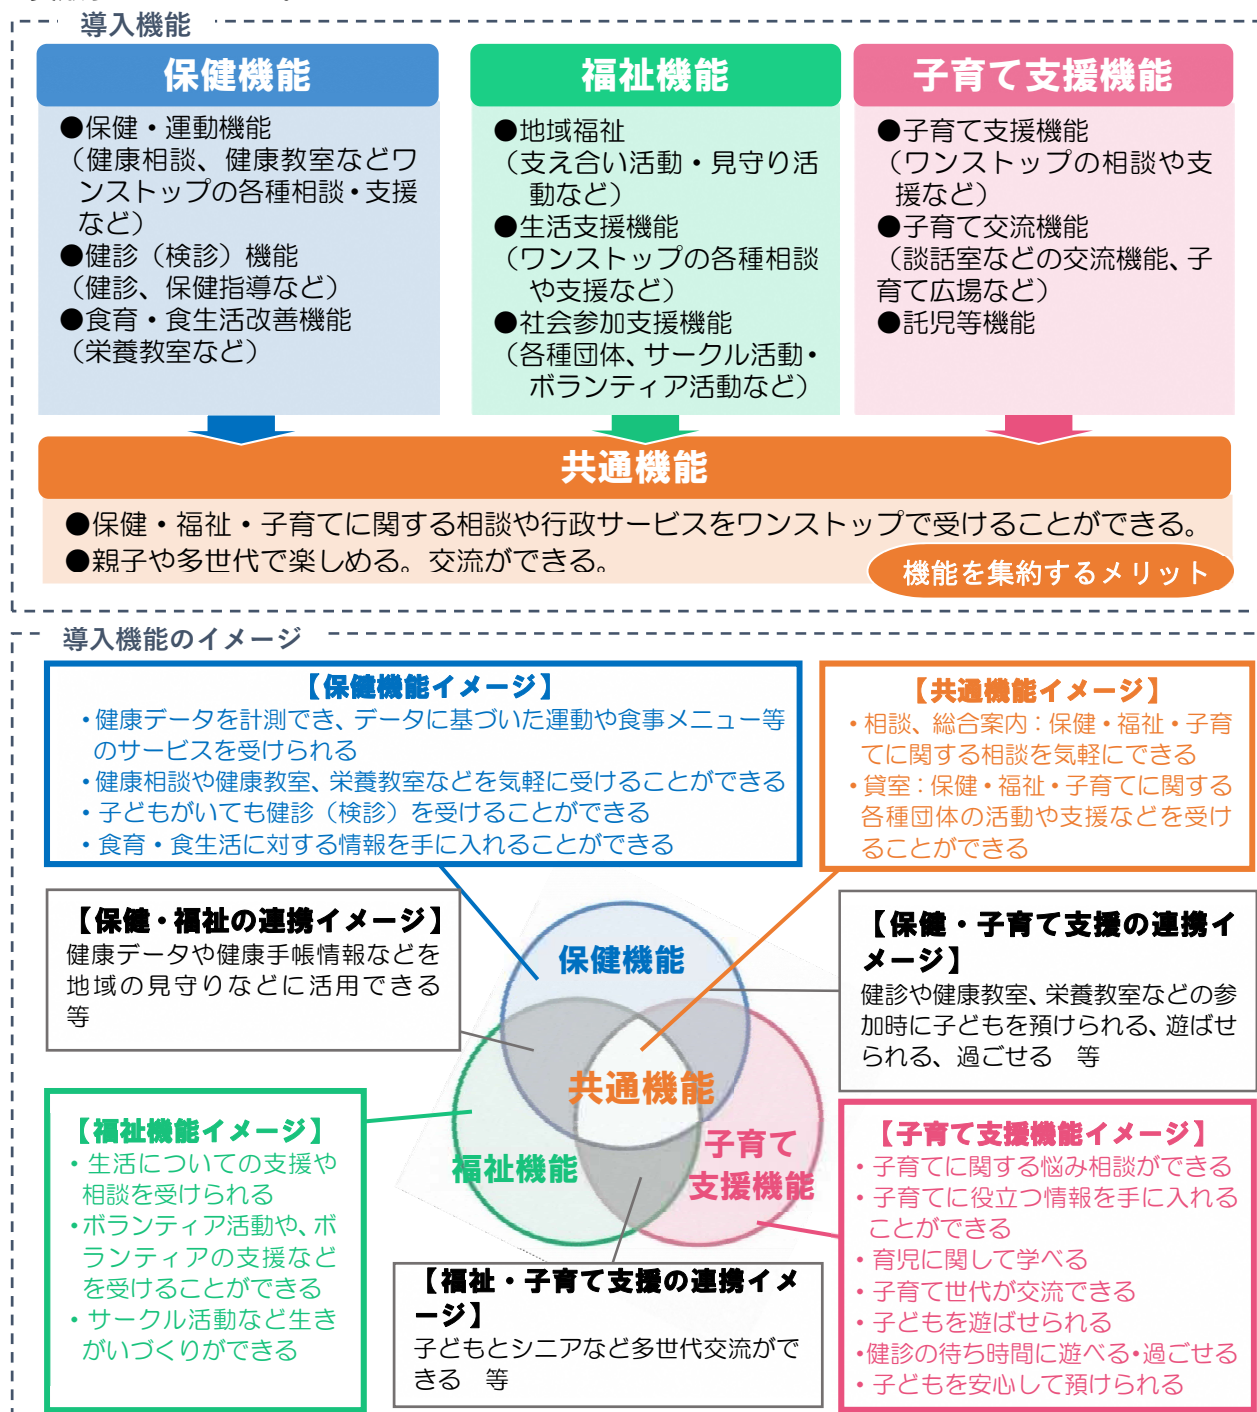 導入機能
保健機能
●保健・運動機能
（健康相談、健康教室などワ
ンストップの各種相談・支援
など）
●健診（検診）機能
（健診、保健指導など）
●食育・食生活改善機能
（栄養教室など）
福祉機能
●地域福祉
（支え合い活動・見守り活
動など）
●生活支援機能
（ワンストップの各種相談
や支援など）
●社会参加支援機能
（各種団体、サークル活動・
ボランティア活動など）
子育て支援機能
●子育て支援機能
（ワンストップの相談や支
援など）
●子育て交流機能
（談話室などの交流機能、子
育て広場など）
●託児等機能
共通機能
●保健・福祉・子育てに関する相談や行政サービスをワンストップで受けることができる。
●親子や多世代で楽しめる。交流ができる。
機能を集約するメリット
導入機能のイメージ
【保健機能イメージ】
・健康データを計測でき、データに基づいた運動や食事メニュー等
のサービスを受けられる
・健康相談や健康教室、栄養教室などを気軽に受けることができる
・子どもがいても健診（検診）を受けることができる
・食育・食生活に対する情報を手に入れることができる
【共通機能イメージ】
・相談、総合案内：保健・福祉・子育
てに関する相談を気軽にできる
・貸室：保健・福祉・子育てに関する
各種団体の活動や支援などを受け
ることができる
【保健・福祉の連携イメージ】
健康データや健康手帳情報などを
地域の見守りなどに活用できる
等
【保健・子育て支援の連携イ
メージ】
健診や健康教室、栄養教室などの参
加時に子どもを預けられる、遊ばせ
られる、過ごせる　等
保健機能
共通機能
福祉機能
子育て
支援機能
【福祉機能イメージ】
・生活についての支援や
相談を受けられる
・ボランティア活動や、ボ
ランティアの支援など
を受けることができる
・サークル活動など生き
がいづくりができる
【福祉・子育て支援の連携イメ
ージ】
子どもとシニアなど多世代交流がで
きる　等
【子育て支援機能イメージ】
・子育てに関する悩み相談ができる
・子育てに役立つ情報を手に入れる
ことができる
・育児に関して学べる
・子育て世代が交流できる
・子どもを遊ばせられる
・健診の待ち時間に遊べる・過ごせる
・子どもを安心して預けられる